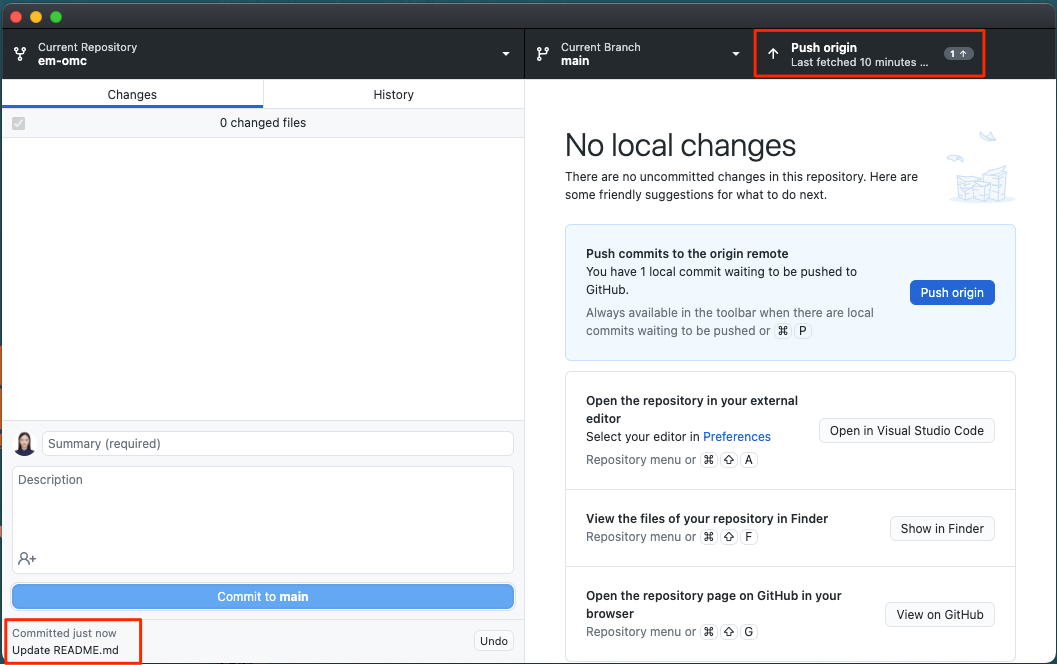 Current Repository
em-omc
Current Branch
main
Push origin
Last fetched 10 minutes ...
1 ↑
Changes
History
0 changed files
No local changes
There are no uncommitted changes in this repository. Here are
some friendly suggestions for what to do next.
Push commits to the origin remote
You have 1 local commit waiting to be pushed to
GitHub.
Always available in the toolbar when there are local
commits waiting to be pushed or ⌘ P
Push origin
Open the repository in your external
editor
Select your editor in Preferences
Repository menu or ⌘ ⇧ A
Open in Visual Studio Code
View the files of your repository in Finder
Repository menu or ⌘ ⇧ F
Show in Finder
Open the repository page on GitHub in your
browser
Repository menu or ⌘ ⇧ G
View on GitHub
Summary (required)
Description
Commit to main
Committed just now
Update README.md
Undo